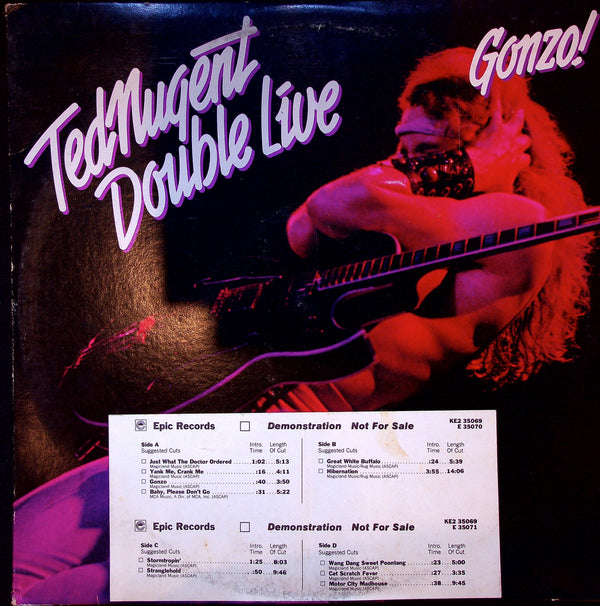 Gonzo!
Ted Nugent
Double Live
Epic Records Demonstration Not For Sale KE2 35069
E 35070
Side A Intro. Length Side B Intro. Length
Suggested Cuts Time Of Cut Suggested Cuts Time Of Cut
Just What The Doctor Ordered 1:02 5:13 Great White Buffalo :24 5:39
Magicland Music (ASCAP) Magicland Music/Rug Music (ASCAP)
Yank Me, Crank Me :16 4:11 Hibernation 3:55 14:06
Magicland Music (ASCAP) Magicland Music/Rug Music (ASCAP)
Gonzo :40 3:50
Magicland Music (ASCAP)
Baby, Please Don't Go :31 5:22
MCA Music, A Div. of MCA, Inc. (ASCAP)
Epic Records Demonstration Not For Sale KE2 35069
E 35071
Side C Intro. Length Side D Intro. Length
Suggested Cuts Time Of Cut Suggested Cuts Time Of Cut
Stormtropin' 1:25 8:03 Wang Dang Sweet Poontang :23 5:00
Magicland Music (ASCAP) Magicland Music (ASCAP)
Stranglehold :50 9:46 Cat Scratch Fever :27 3:35
Magicland Music (ASCAP) Magicland Music (ASCAP)
Motor City Madhouse :38 9:45
Magicland Music (ASCAP)